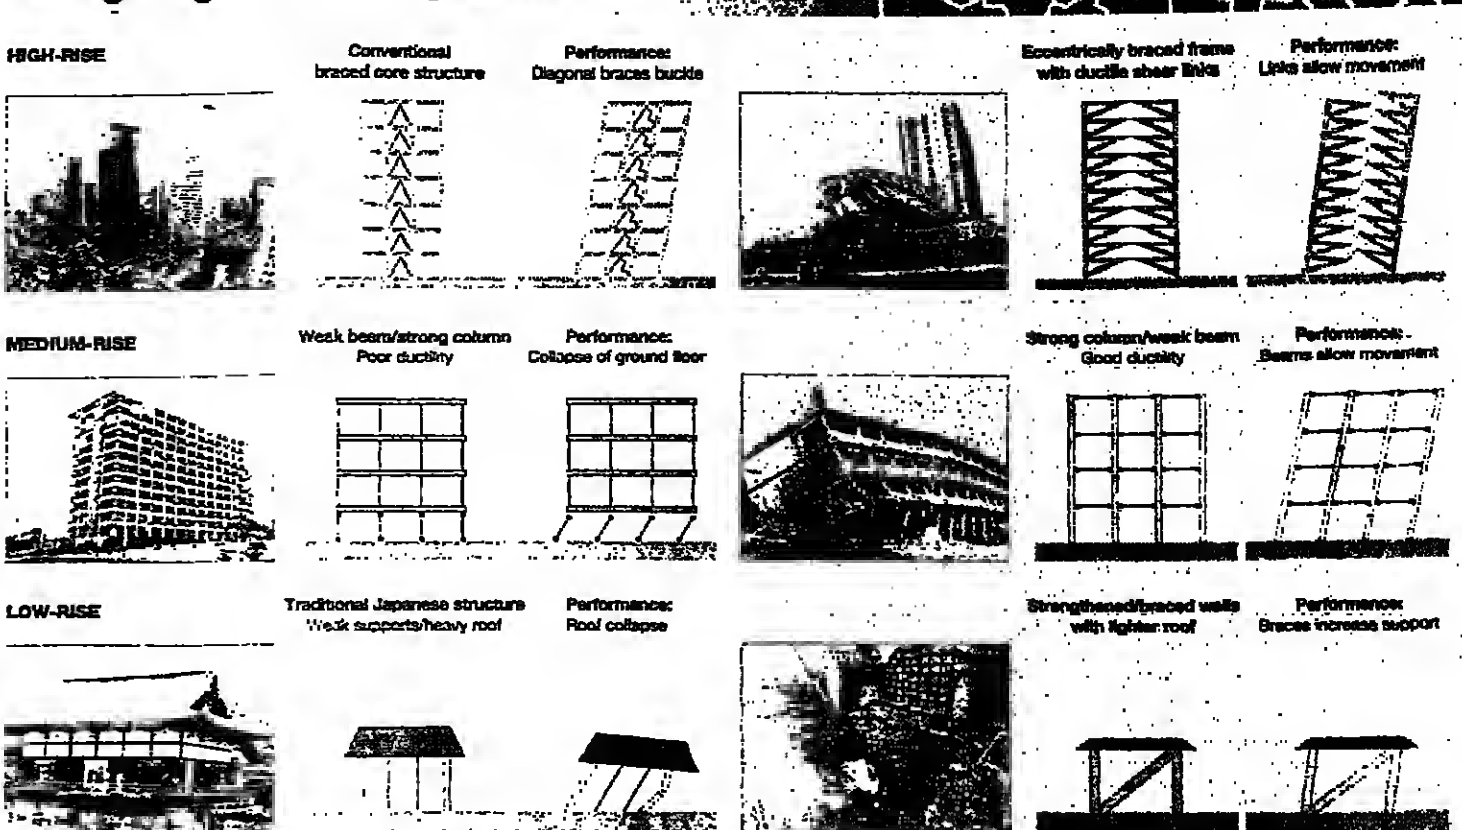 HIGH-RISE
Conventional
braced core structure
Performance:
Diagonal braces buckle
Eccentrically braced frame
with ductile shear links
Performance:
Links allow movement
MEDIUM-RISE
Weak beam/strong column
Poor ductility
Performance:
Collapse of ground floor
Strong column/weak beam
Good ductility
Performance:
Beams allow movement
LOW-RISE
Traditional Japanese structure
Weak supports/heavy roof
Performance:
Roof collapse
Strengthened/braced walls
with lighter roof
Performance:
Braces increase support